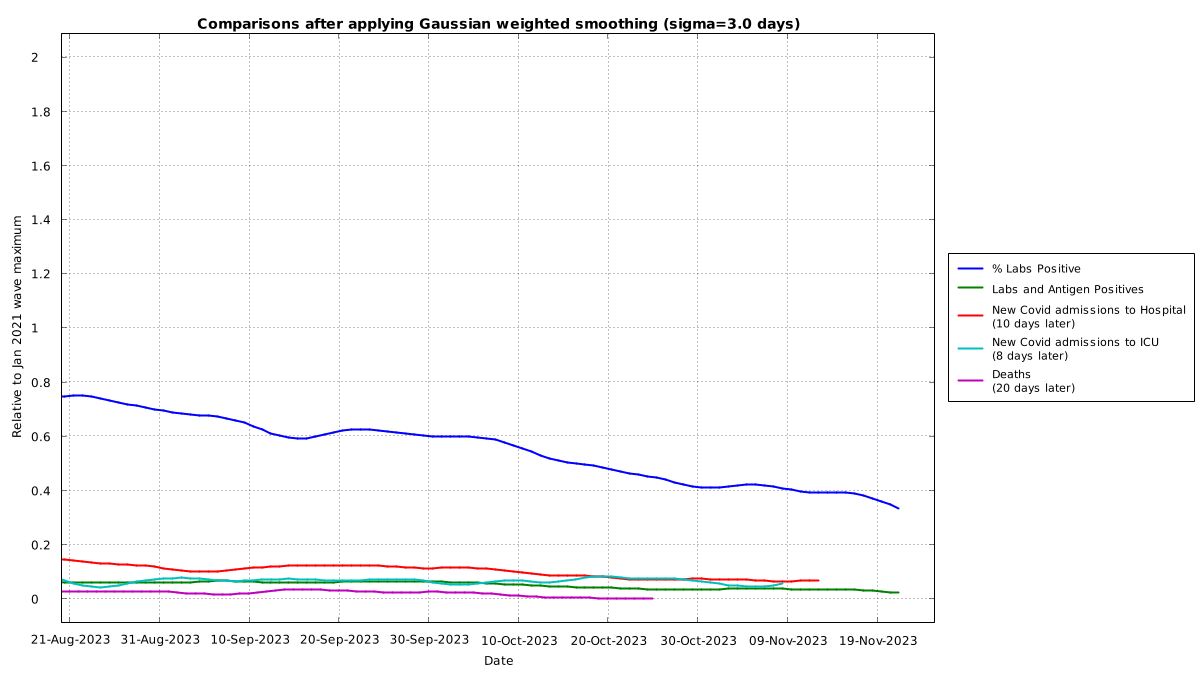 Comparisons after applying Gaussian weighted smoothing (sigma=3.0 days)
2
1.8
1.6
1.4
1.2
1
0.8
0.6
0.4
0.2
0
Relative to Jan 2021 wave maximum
21-Aug-2023 31-Aug-2023 10-Sep-2023 20-Sep-2023 30-Sep-2023 10-Oct-2023 20-Oct-2023 30-Oct-2023 09-Nov-2023 19-Nov-2023
Date
% Labs Positive
Labs and Antigen Positives
New Covid admissions to Hospital
(10 days later)
New Covid admissions to ICU
(8 days later)
Deaths
(20 days later)